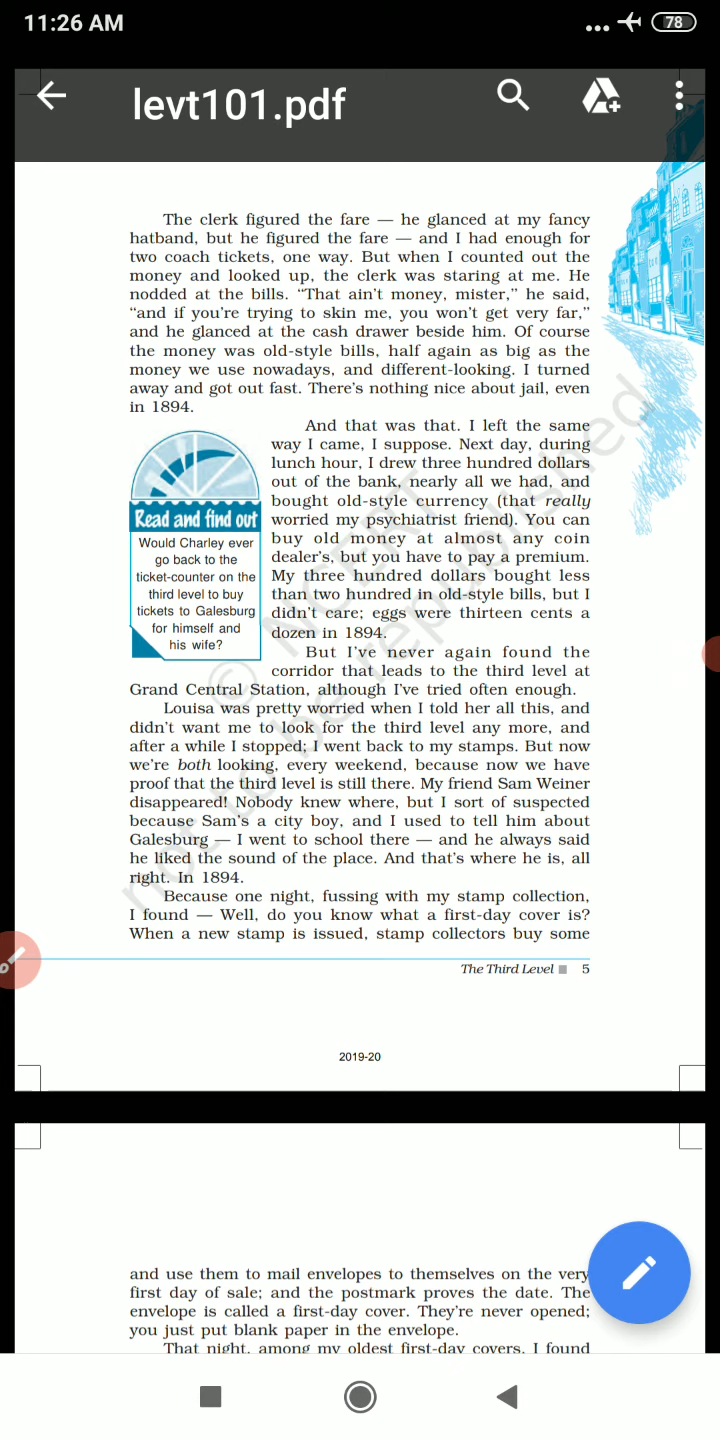 11:26 AM
78
levt101.pdf
The clerk figured the fare — he glanced at my fancy
hatband, but he figured the fare — and I had enough for
two coach tickets, one way. But when I counted out the
money and looked up, the clerk was staring at me. He
nodded at the bills. “That ain't money, mister,” he said,
“and if you're trying to skin me, you won't get very far,”
and he glanced at the cash drawer beside him. Of course
the money was old-style bills, half again as big as the
money we use nowadays, and different-looking. I turned
away and got out fast. There's nothing nice about jail, even
in 1894.
And that was that. I left the same
way I came, I suppose. Next day, during
lunch hour, I drew three hundred dollars
out of the bank, nearly all we had, and
bought old-style currency (that really
worried my psychiatrist friend). You can
buy old money at almost any coin
dealer's, but you have to pay a premium.
My three hundred dollars bought less
than two hundred in old-style bills, but I
didn't care; eggs were thirteen cents a
dozen in 1894.
But I've never again found the
corridor that leads to the third level at
Grand Central Station, although I've tried often enough.
Read and find out
Would Charley ever
go back to the
ticket-counter on the
third level to buy
tickets to Galesburg
for himself and
his wife?
Louisa was pretty worried when I told her all this, and
didn't want me to look for the third level any more, and
after a while I stopped; I went back to my stamps. But now
we're both looking, every weekend, because now we have
proof that the third level is still there. My friend Sam Weiner
disappeared! Nobody knew where, but I sort of suspected
because Sam's a city boy, and I used to tell him about
Galesburg — I went to school there — and he always said
he liked the sound of the place. And that's where he is, all
right. In 1894.
Because one night, fussing with my stamp collection,
I found — Well, do you know what a first-day cover is?
When a new stamp is issued, stamp collectors buy some
© NCERT
not to be republished
The Third Level 5
2019-20
and use them to mail envelopes to themselves on the very
first day of sale; and the postmark proves the date. The
envelope is called a first-day cover. They're never opened;
you just put blank paper in the envelope.
That night, among my oldest first-day covers, I found